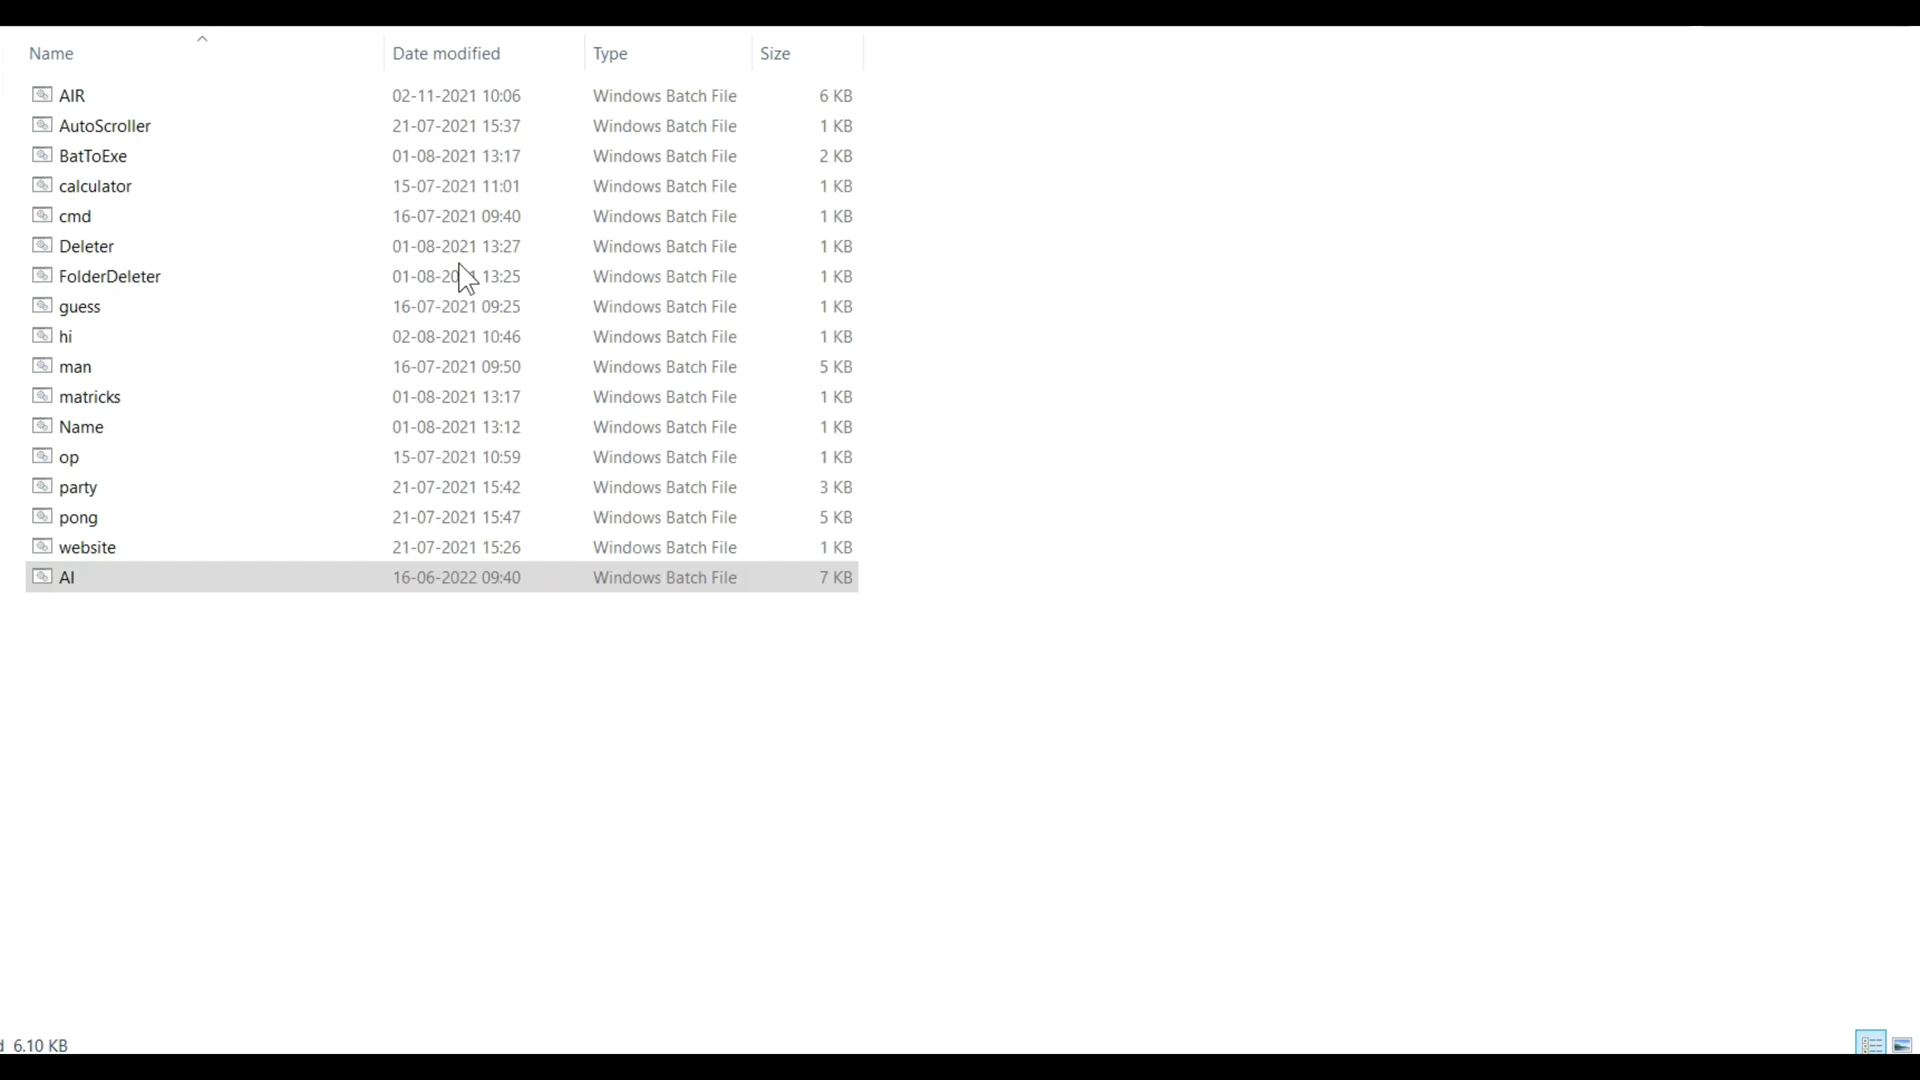 Name Date modified Type Size
AIR 02-11-2021 10:06 Windows Batch File 6 KB
AutoScroller 21-07-2021 15:37 Windows Batch File 1 KB
BatToExe 01-08-2021 13:17 Windows Batch File 2 KB
calculator 15-07-2021 11:01 Windows Batch File 1 KB
cmd 16-07-2021 09:40 Windows Batch File 1 KB
Deleter 01-08-2021 13:27 Windows Batch File 1 KB
FolderDeleter 13:25 Windows Batch File 1 KB
guess 16-07-2021 09:25 Windows Batch File 1 KB
hi 02-08-2021 10:46 Windows Batch File 1 KB
man 16-07-2021 09:50 Windows Batch File 5 KB
matricks 01-08-2021 13:17 Windows Batch File 1 KB
Name 01-08-2021 13:12 Windows Batch File 1 KB
op 15-07-2021 10:59 Windows Batch File 1 KB
party 21-07-2021 15:42 Windows Batch File 3 KB
pong 21-07-2021 15:47 Windows Batch File 5 KB
website 21-07-2021 15:26 Windows Batch File 1 KB
AI 16-06-2022 09:40 Windows Batch File 7 KB
6.10 KB